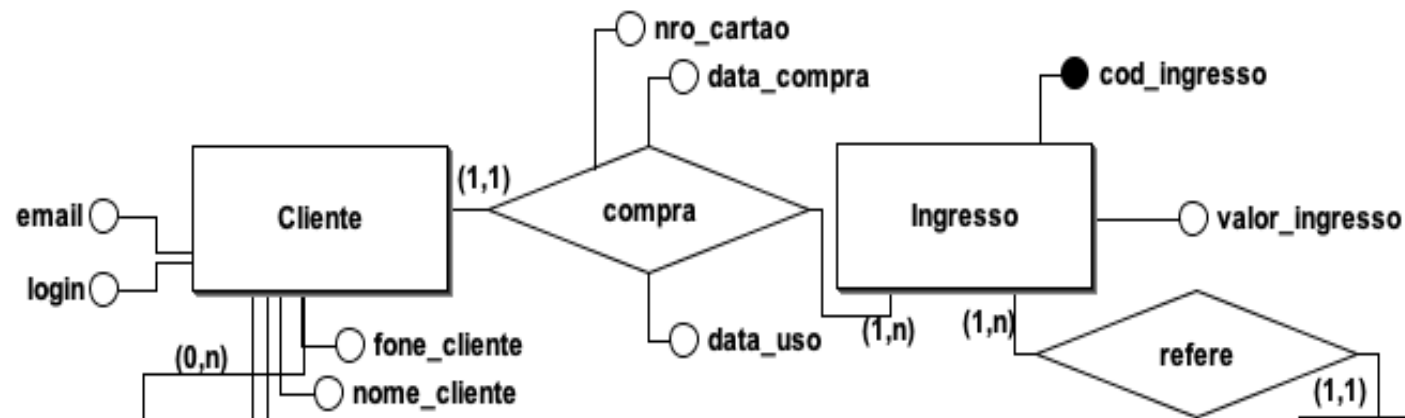 nro_cartao
data_compra
cod_ingresso
(1,1)
email
Cliente
compra
Ingresso
valor_ingresso
login
(1,n)
(1,n)
data_uso
fone_cliente
refere
(0,n)
nome_cliente
(1,1)